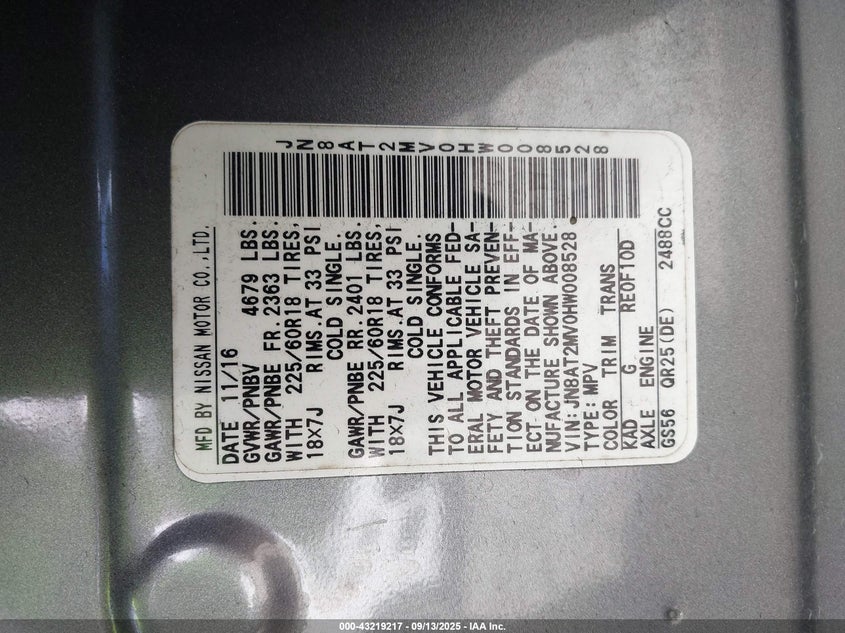 JN8AT2MV0HW008528
MFD BY NISSAN MOTOR CO.,LTD.
DATE 11/16
GVWR/PNBV 4679 LBS.
GAWR/PNBE FR. 2363 LBS.
WITH 225/60R18 TIRES,
18X7J RIMS.AT 33 PSI
COLD SINGLE.
GAWR/PNBE RR. 2401 LBS.
WITH 225/60R18 TIRES,
18X7J RIMS.AT 33 PSI
COLD SINGLE.
THIS VEHICLE CONFORMS
TO ALL APPLICABLE FED-
ERAL MOTOR VEHICLE SA-
FETY AND THEFT PREVEN-
TION STANDARDS IN EFF-
ECT ON THE DATE OF MA-
NUFACTURE SHOWN ABOVE.
VIN:JN8AT2MV0HW008528
TYPE:MPV
COLOR TRIM TRANS
KAD G RE0F10D
AXLE ENGINE
GS56 QR25(DE) 2488CC
000-43219217 - 09/13/2025 - IAA Inc.